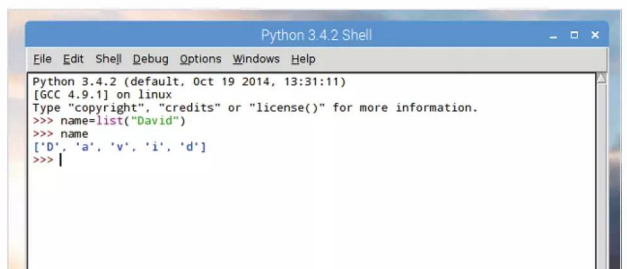 Python 3.4.2 Shell
File Edit Shell Debug Options Windows Help
Python 3.4.2 (default, Oct 19 2014, 13:31:11)
[GCC 4.9.1] on linux
Type "copyright", "credits" or "license()" for more information.
>>> name=list("David")
>>> name
['D', 'a', 'v', 'i', 'd']
>>>